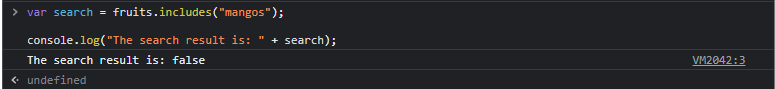 > var search = fruits.includes("mangos");
console.log("The search result is: " + search);
The search result is: false VM2042:3
undefined